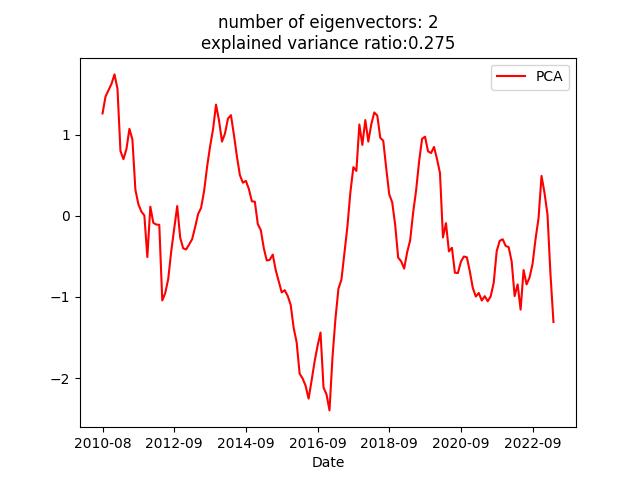 number of eigenvectors: 2
explained variance ratio:0.275
PCA
1
0
−1
−2
2010-08
2012-09
2014-09
2016-09
2018-09
2020-09
2022-09
Date